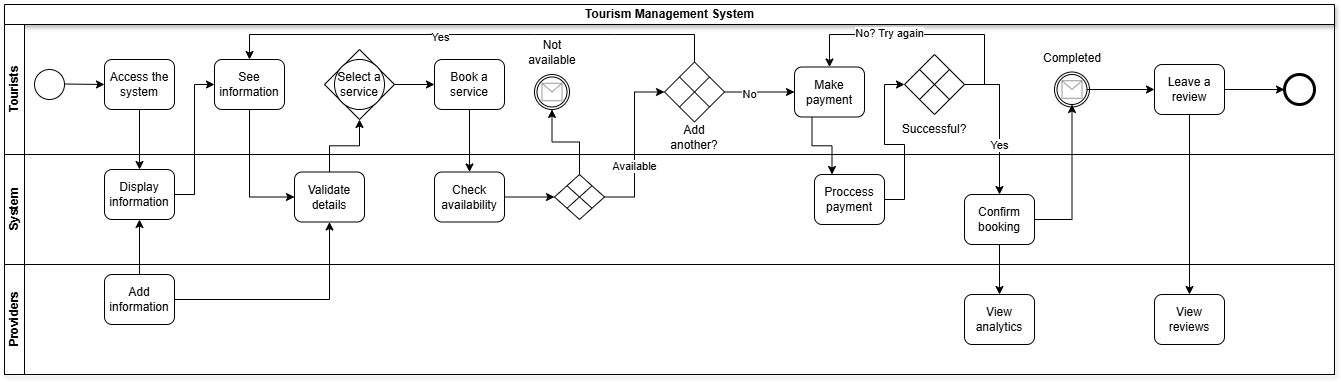 Tourism Management System
Tourists
Access the
system
See
information
Yes
Select a
service
Book a
service
Not
available
Add
another?
No
Make
payment
No? Try again
Successful?
Yes
Completed
Leave a
review
System
Display
information
Validate
details
Check
availability
Available
Proccess
payment
Confirm
booking
Providers
Add
information
View
analytics
View
reviews